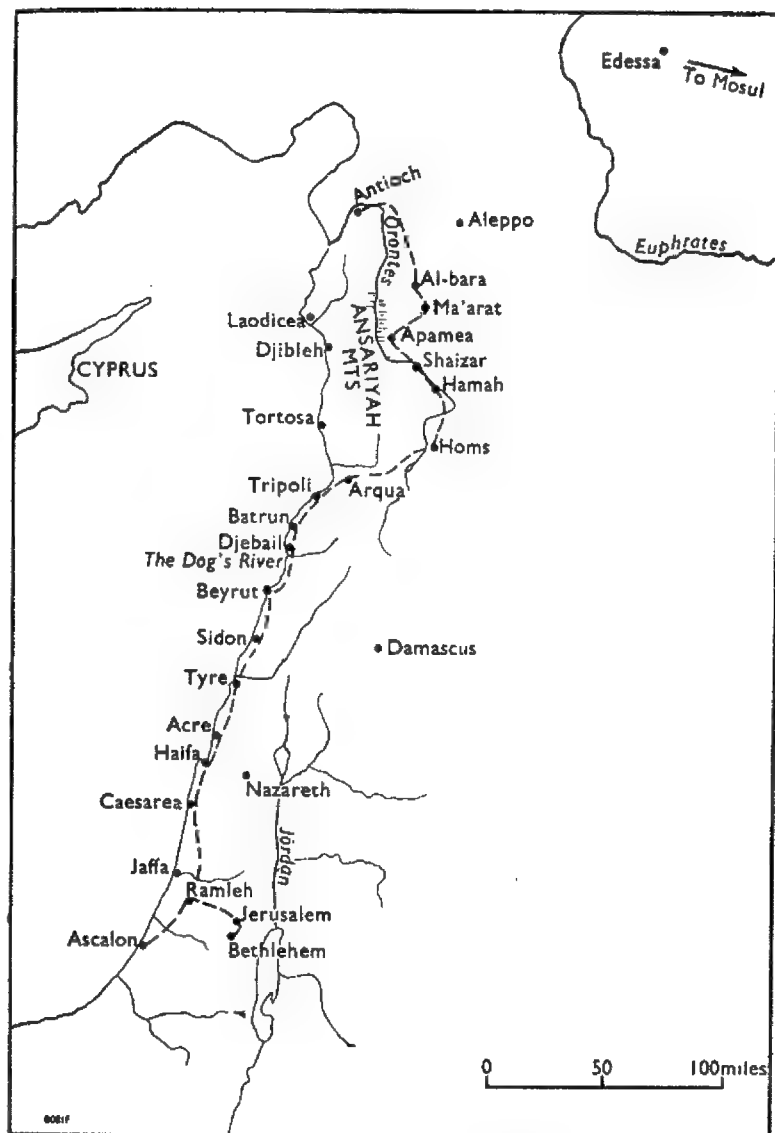 Edessa
To Mosul
Antioch
Aleppo
Orontes
Euphrates
Al-bara
Ma'arat
Laodicea
Apamea
ANSARIYAH
MTS
Djibleh
Shaizar
CYPRUS
Hamah
Tortosa
Homs
Tripoli
Arqua
Batrun
Djebail
The Dog's River
Beyrut
Sidon
Damascus
Tyre
Acre
Haifa
Nazareth
Caesarea
Jordan
Jaffa
Ramleh
Jerusalem
Ascalon
Bethlehem
0 50 100miles
8081F